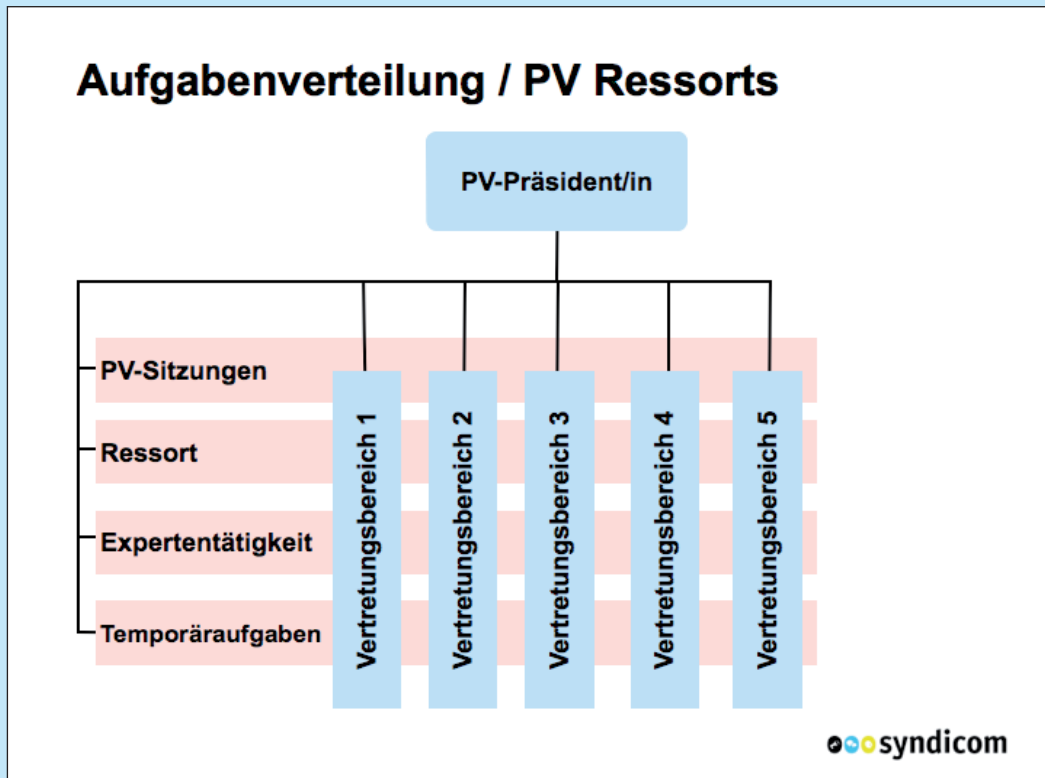 Aufgabenverteilung / PV Ressorts
PV-Präsident/in
PV-Sitzungen
Ressort
Expertentätigkeit
Temporäraufgaben
Vertretungsbereich 1
Vertretungsbereich 2
Vertretungsbereich 3
Vertretungsbereich 4
Vertretungsbereich 5
syndicom